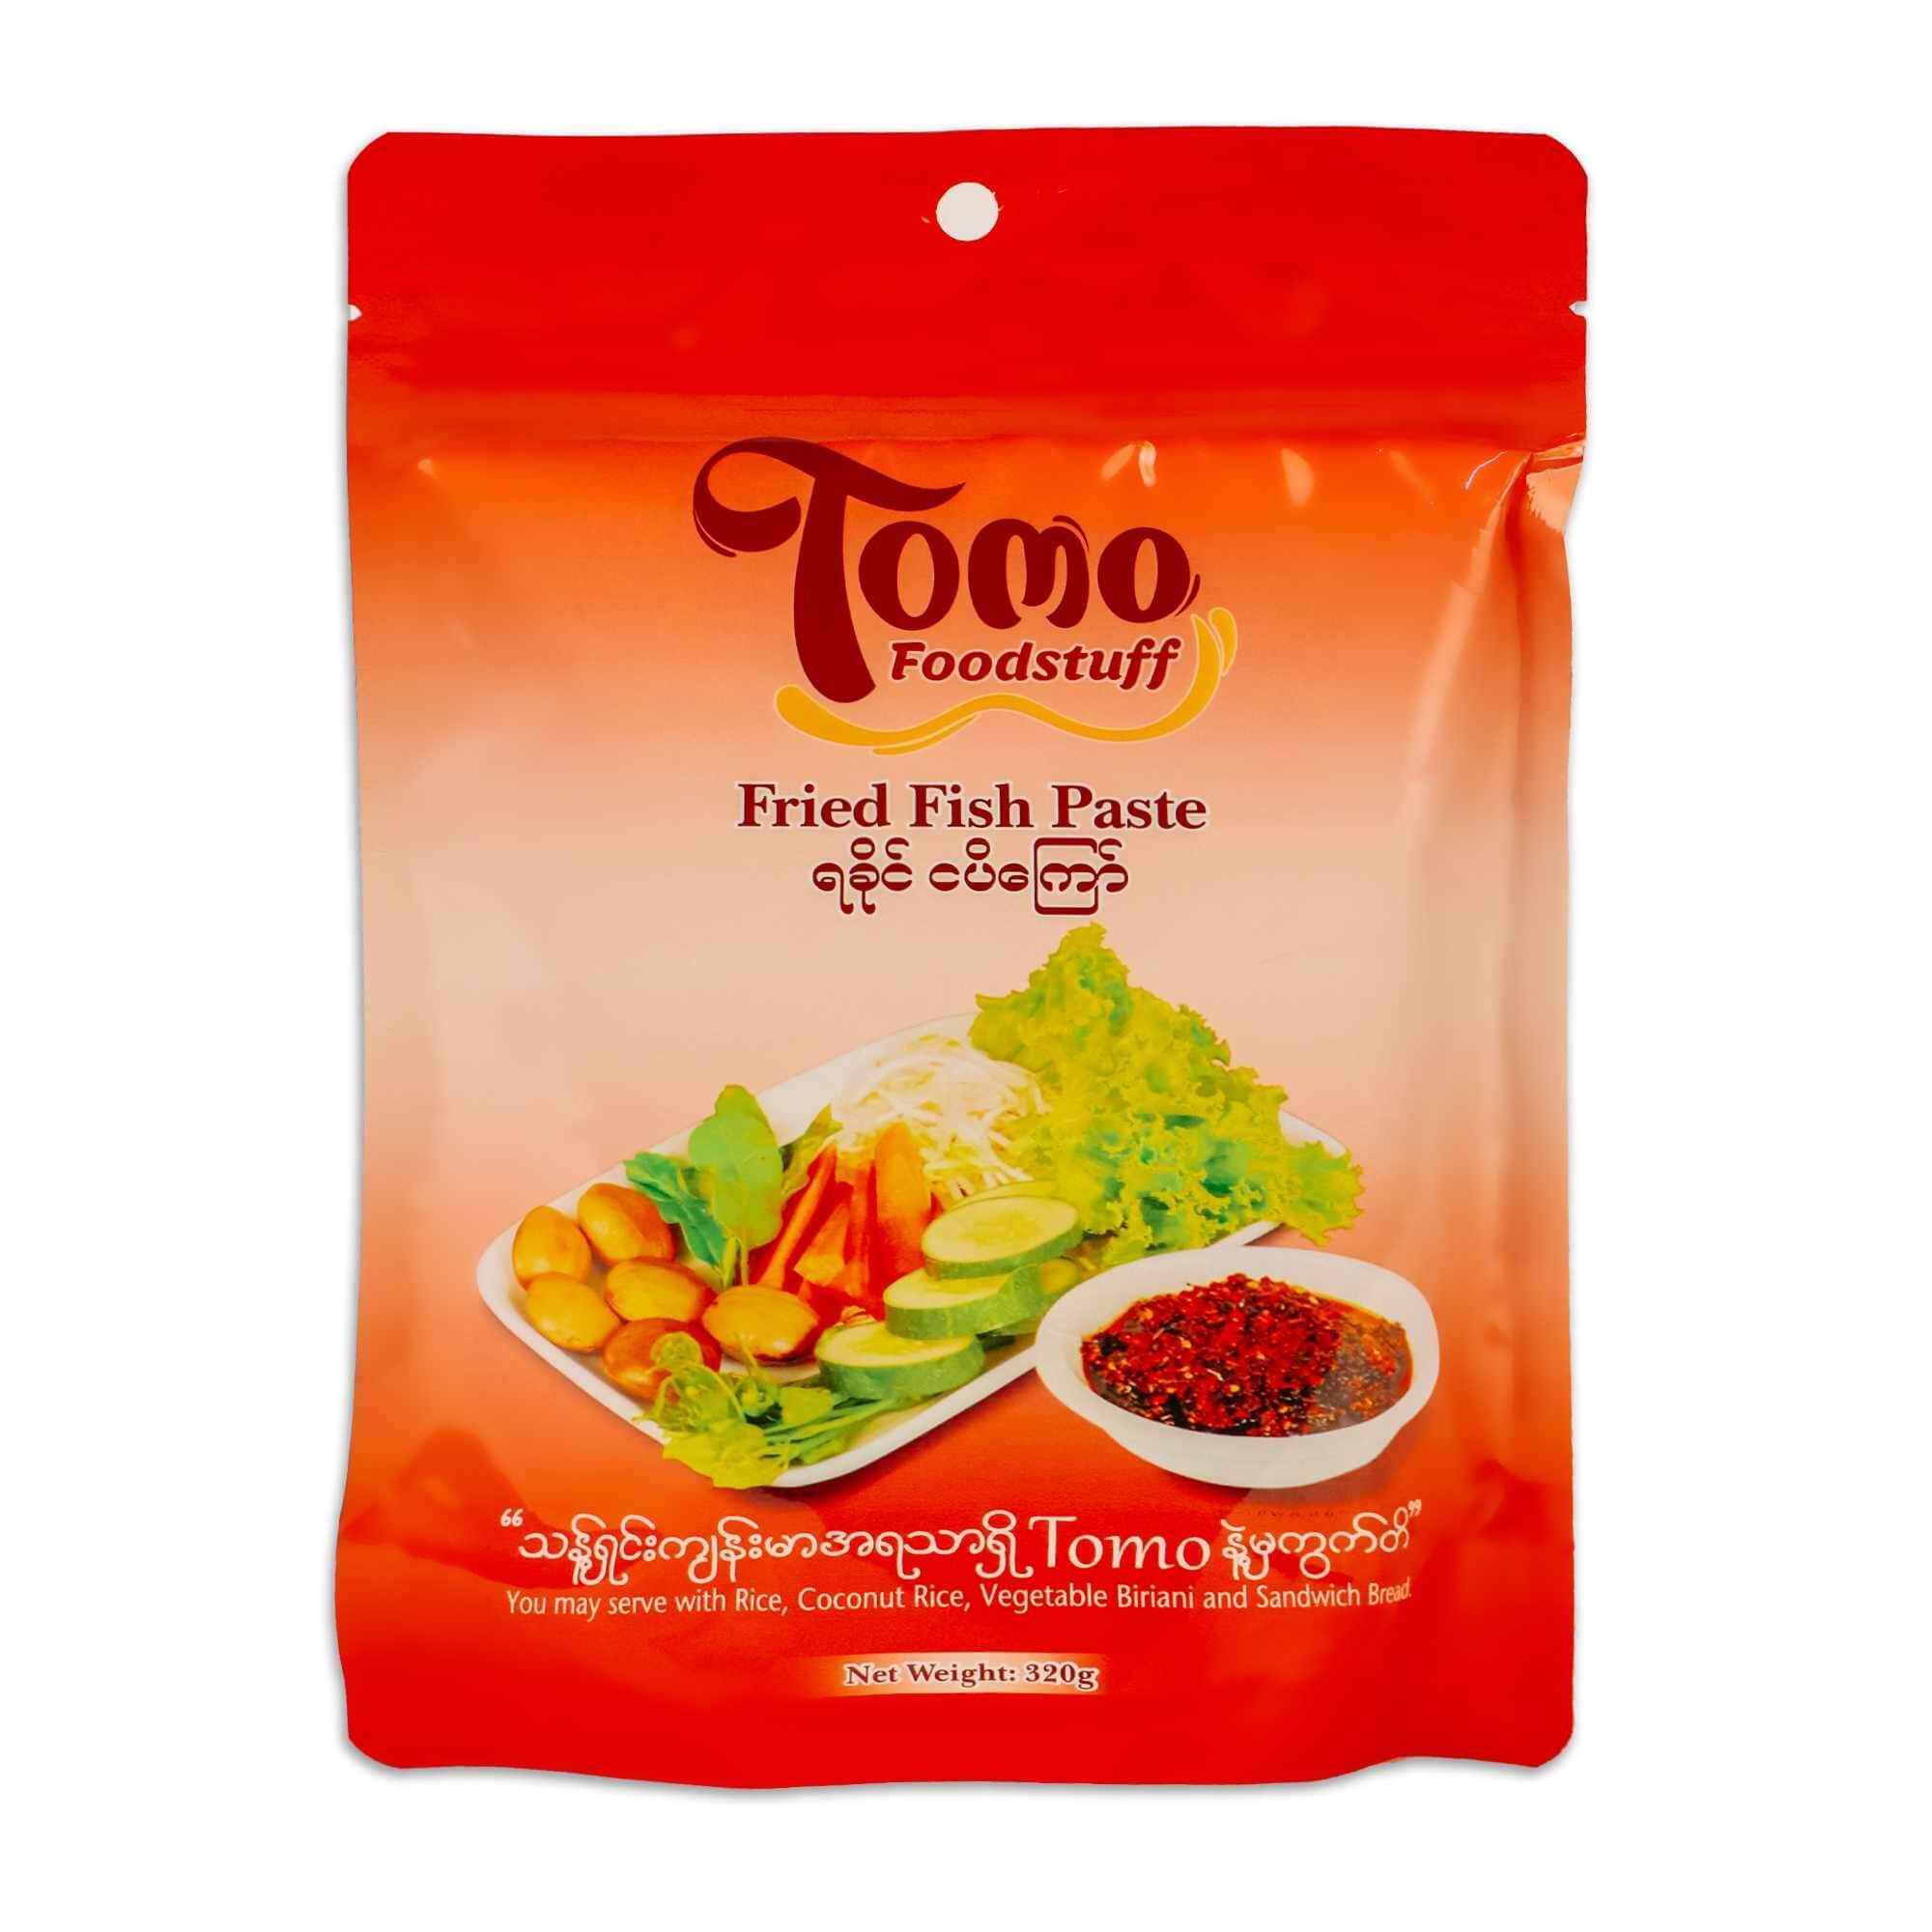 Tomo
Foodstuff
Fried Fish Paste
ရခိုင် ငပိကြော်
“သန့်ရှင်းကျန်းမာအရသာရှိ Tomo နဲ့မှကွက်တိ”
You may serve with Rice, Coconut Rice, Vegetable Biriani and Sandwich Bread.
Net Weight: 320g